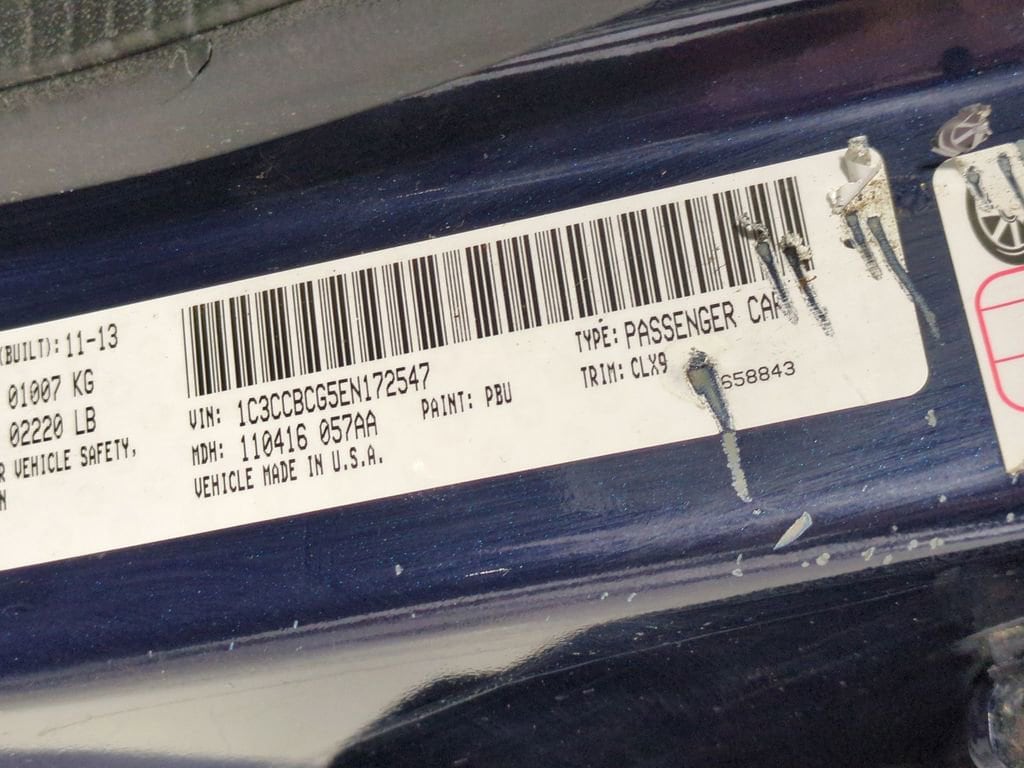 (BUILT): 11-13
01007 KG
02220 LB
R VEHICLE SAFETY,
N
VIN: 1C3CCBCG5EN172547
TYPE: PASSENGER CAR
MDH: 110416 057AA
PAINT: PBU
TRIM: CLX9
VEHICLE MADE IN U.S.A.
658843